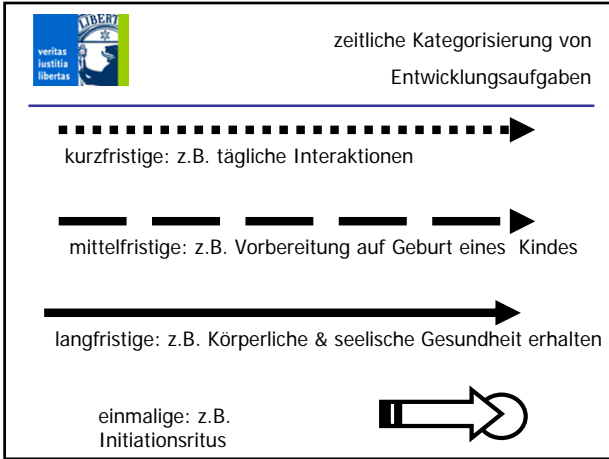 LIBERT
veritas
iustitia
libertas
zeitliche Kategorisierung von
Entwicklungsaufgaben
kurzfristige: z.B. tägliche Interaktionen
mittelfristige: z.B. Vorbereitung auf Geburt eines Kindes
langfristige: z.B. Körperliche & seelische Gesundheit erhalten
einmalige: z.B.
Initiationsritus